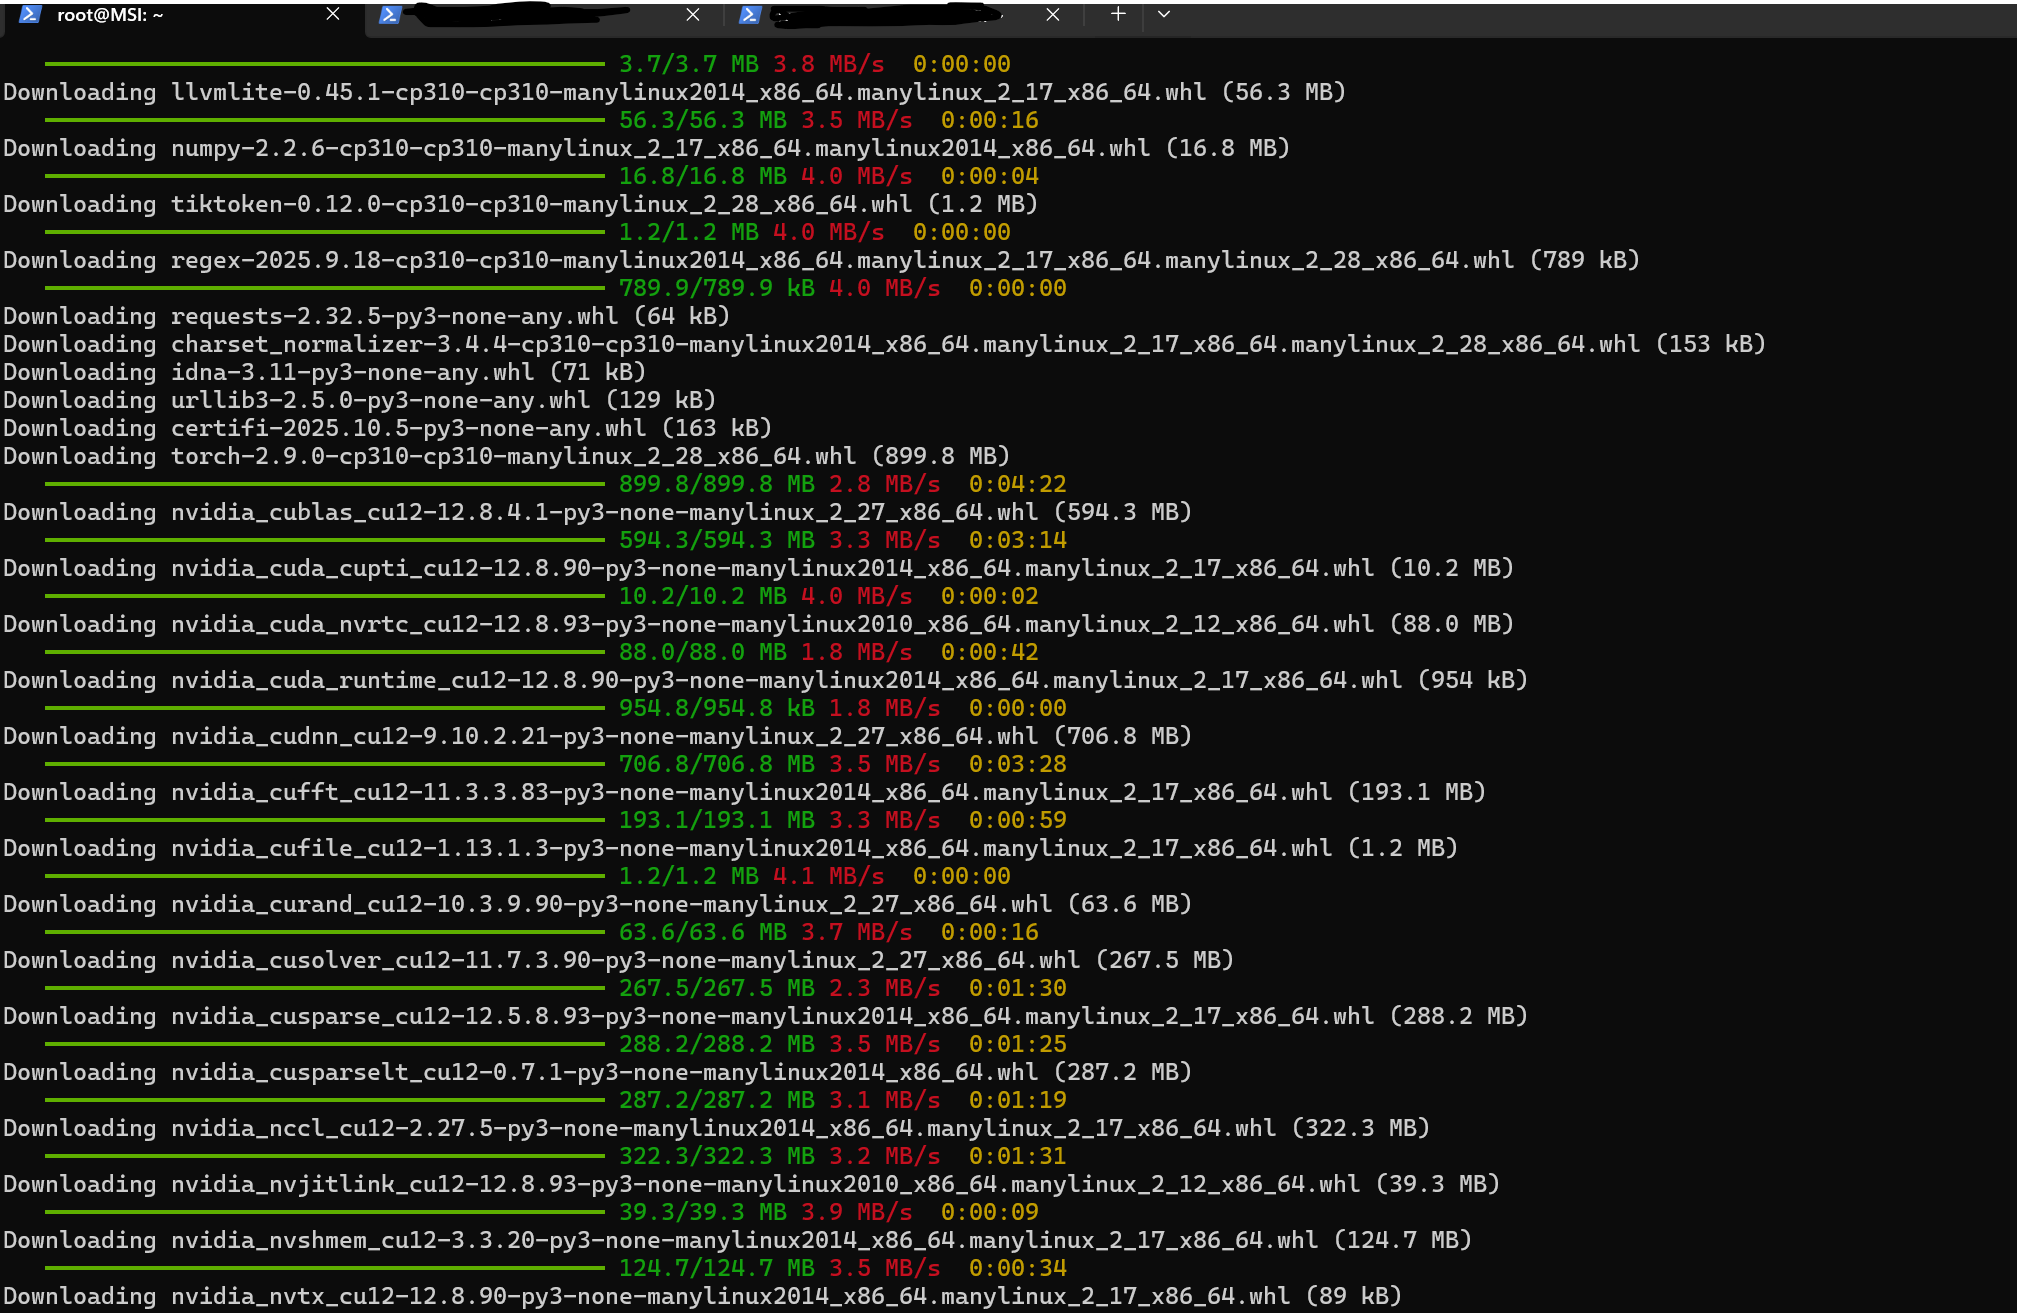 root@MSI: ~
3.7/3.7 MB 3.8 MB/s 0:00:00
Downloading llvmlite-0.45.1-cp310-cp310-manylinux2014_x86_64.manylinux_2_17_x86_64.whl (56.3 MB)
56.3/56.3 MB 3.5 MB/s 0:00:16
Downloading numpy-2.2.6-cp310-cp310-manylinux_2_17_x86_64.manylinux2014_x86_64.whl (16.8 MB)
16.8/16.8 MB 4.0 MB/s 0:00:04
Downloading tiktoken-0.12.0-cp310-cp310-manylinux_2_28_x86_64.whl (1.2 MB)
1.2/1.2 MB 4.0 MB/s 0:00:00
Downloading regex-2025.9.18-cp310-cp310-manylinux2014_x86_64.manylinux_2_17_x86_64.manylinux_2_28_x86_64.whl (789 kB)
789.9/789.9 kB 4.0 MB/s 0:00:00
Downloading requests-2.32.5-py3-none-any.whl (64 kB)
Downloading charset_normalizer-3.4.4-cp310-cp310-manylinux2014_x86_64.manylinux_2_17_x86_64.manylinux_2_28_x86_64.whl (153 kB)
Downloading idna-3.11-py3-none-any.whl (71 kB)
Downloading urllib3-2.5.0-py3-none-any.whl (129 kB)
Downloading certifi-2025.10.5-py3-none-any.whl (163 kB)
Downloading torch-2.9.0-cp310-cp310-manylinux_2_28_x86_64.whl (899.8 MB)
899.8/899.8 MB 2.8 MB/s 0:04:22
Downloading nvidia_cublas_cu12-12.8.4.1-py3-none-manylinux_2_27_x86_64.whl (594.3 MB)
594.3/594.3 MB 3.3 MB/s 0:03:14
Downloading nvidia_cuda_cupti_cu12-12.8.90-py3-none-manylinux2014_x86_64.manylinux_2_17_x86_64.whl (10.2 MB)
10.2/10.2 MB 4.0 MB/s 0:00:02
Downloading nvidia_cuda_nvrtc_cu12-12.8.93-py3-none-manylinux2010_x86_64.manylinux_2_12_x86_64.whl (88.0 MB)
88.0/88.0 MB 1.8 MB/s 0:00:42
Downloading nvidia_cuda_runtime_cu12-12.8.90-py3-none-manylinux2014_x86_64.manylinux_2_17_x86_64.whl (954 kB)
954.8/954.8 kB 1.8 MB/s 0:00:00
Downloading nvidia_cudnn_cu12-9.10.2.21-py3-none-manylinux_2_27_x86_64.whl (706.8 MB)
706.8/706.8 MB 3.5 MB/s 0:03:28
Downloading nvidia_cufft_cu12-11.3.3.83-py3-none-manylinux2014_x86_64.manylinux_2_17_x86_64.whl (193.1 MB)
193.1/193.1 MB 3.3 MB/s 0:00:59
Downloading nvidia_cufile_cu12-1.13.1.3-py3-none-manylinux2014_x86_64.manylinux_2_17_x86_64.whl (1.2 MB)
1.2/1.2 MB 4.1 MB/s 0:00:00
Downloading nvidia_curand_cu12-10.3.9.90-py3-none-manylinux_2_27_x86_64.whl (63.6 MB)
63.6/63.6 MB 3.7 MB/s 0:00:16
Downloading nvidia_cusolver_cu12-11.7.3.90-py3-none-manylinux_2_27_x86_64.whl (267.5 MB)
267.5/267.5 MB 2.3 MB/s 0:01:30
Downloading nvidia_cusparse_cu12-12.5.8.93-py3-none-manylinux2014_x86_64.manylinux_2_17_x86_64.whl (288.2 MB)
288.2/288.2 MB 3.5 MB/s 0:01:25
Downloading nvidia_cusparselt_cu12-0.7.1-py3-none-manylinux2014_x86_64.whl (287.2 MB)
287.2/287.2 MB 3.1 MB/s 0:01:19
Downloading nvidia_nccl_cu12-2.27.5-py3-none-manylinux2014_x86_64.manylinux_2_17_x86_64.whl (322.3 MB)
322.3/322.3 MB 3.2 MB/s 0:01:31
Downloading nvidia_nvjitlink_cu12-12.8.93-py3-none-manylinux2010_x86_64.manylinux_2_12_x86_64.whl (39.3 MB)
39.3/39.3 MB 3.9 MB/s 0:00:09
Downloading nvidia_nvshmem_cu12-3.3.20-py3-none-manylinux2014_x86_64.manylinux_2_17_x86_64.whl (124.7 MB)
124.7/124.7 MB 3.5 MB/s 0:00:34
Downloading nvidia_nvtx_cu12-12.8.90-py3-none-manylinux2014_x86_64.manylinux_2_17_x86_64.whl (89 kB)